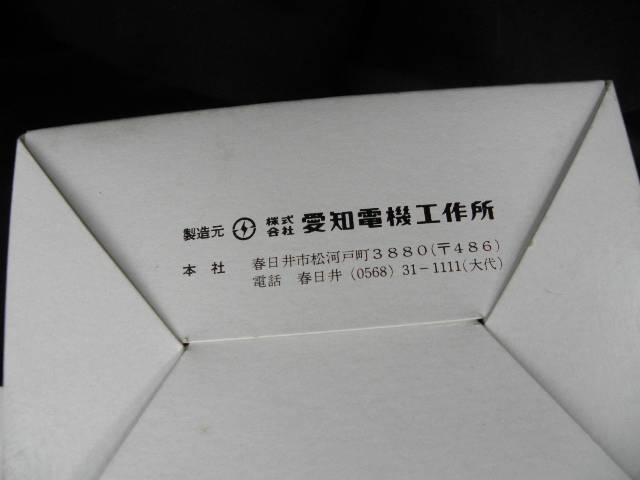 製造元 株式会社 愛知電機工作所
本社 春日井市松河戸町3880(〒486)
電話 春日井 (0568) 31-1111(大代)